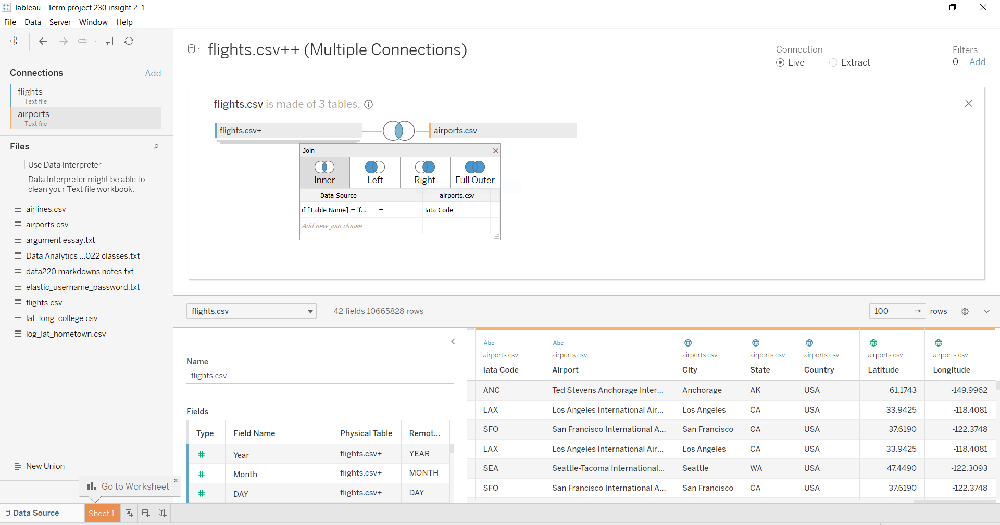 Tableau - Term project 230 insight 2_1
File Data Server Window Help
Connections Add
flights
Text file
airports
Text file
Files
Use Data Interpreter
Data Interpreter might be able to
clean your Text file workbook.
airlines.csv
airports.csv
argument essay.txt
Data Analytics ...022 classes.txt
data220 markdowns notes.txt
elastic_username_password.txt
flights.csv
lat_long_college.csv
log_lat_hometown.csv
New Union
Go to Worksheet
Data Source Sheet 1
flights.csv++ (Multiple Connections)
Connection
Live Extract
Filters
0 Add
flights.csv is made of 3 tables.
flights.csv+ airports.csv
Join
Inner Left Right Full Outer
Data Source airports.csv
if [Table Name] = 'f... = Iata Code
Add new join clause
flights.csv 42 fields 10665828 rows 100 rows
Name
flights.csv
Fields
Type Field Name Physical Table Remot...
# Year flights.csv+ YEAR
# Month flights.csv+ MONTH
# DAY flights.csv+ DAY
Abc Abc
airports.csv airports.csv airports.csv airports.csv airports.csv airports.csv airports.csv
Iata Code Airport City State Country Latitude Longitude
ANC Ted Stevens Anchorage Inter... Anchorage AK USA 61.1743 -149.9962
LAX Los Angeles International Air... Los Angeles CA USA 33.9425 -118.4081
SFO San Francisco International A... San Francisco CA USA 37.6190 -122.3748
LAX Los Angeles International Air... Los Angeles CA USA 33.9425 -118.4081
SEA Seattle-Tacoma International... Seattle WA USA 47.4490 -122.3093
SFO San Francisco International A... San Francisco CA USA 37.6190 -122.3748